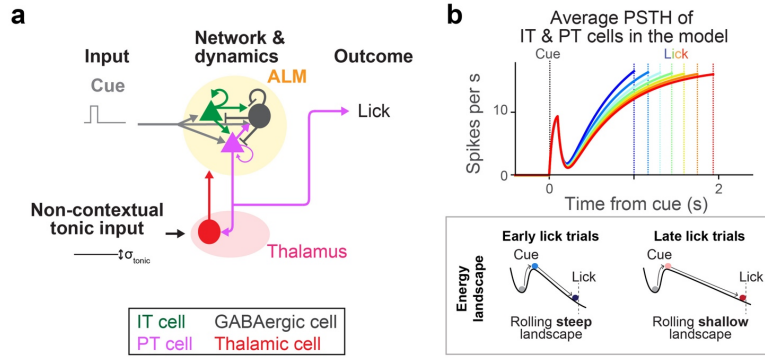 a
Input
Network &
dynamics
Outcome
Cue
ALM
Lick
Non-contextual
tonic input
σtonic
Thalamus
IT cell
GABAergic cell
PT cell
Thalamic cell
b
Average PSTH of
IT & PT cells in the model
Cue
Lick
Spikes per s
10
0
0
2
Time from cue (s)
Energy
landscape
Early lick trials
Cue
Lick
Rolling steep
landscape
Late lick trials
Cue
Lick
Rolling shallow
landscape